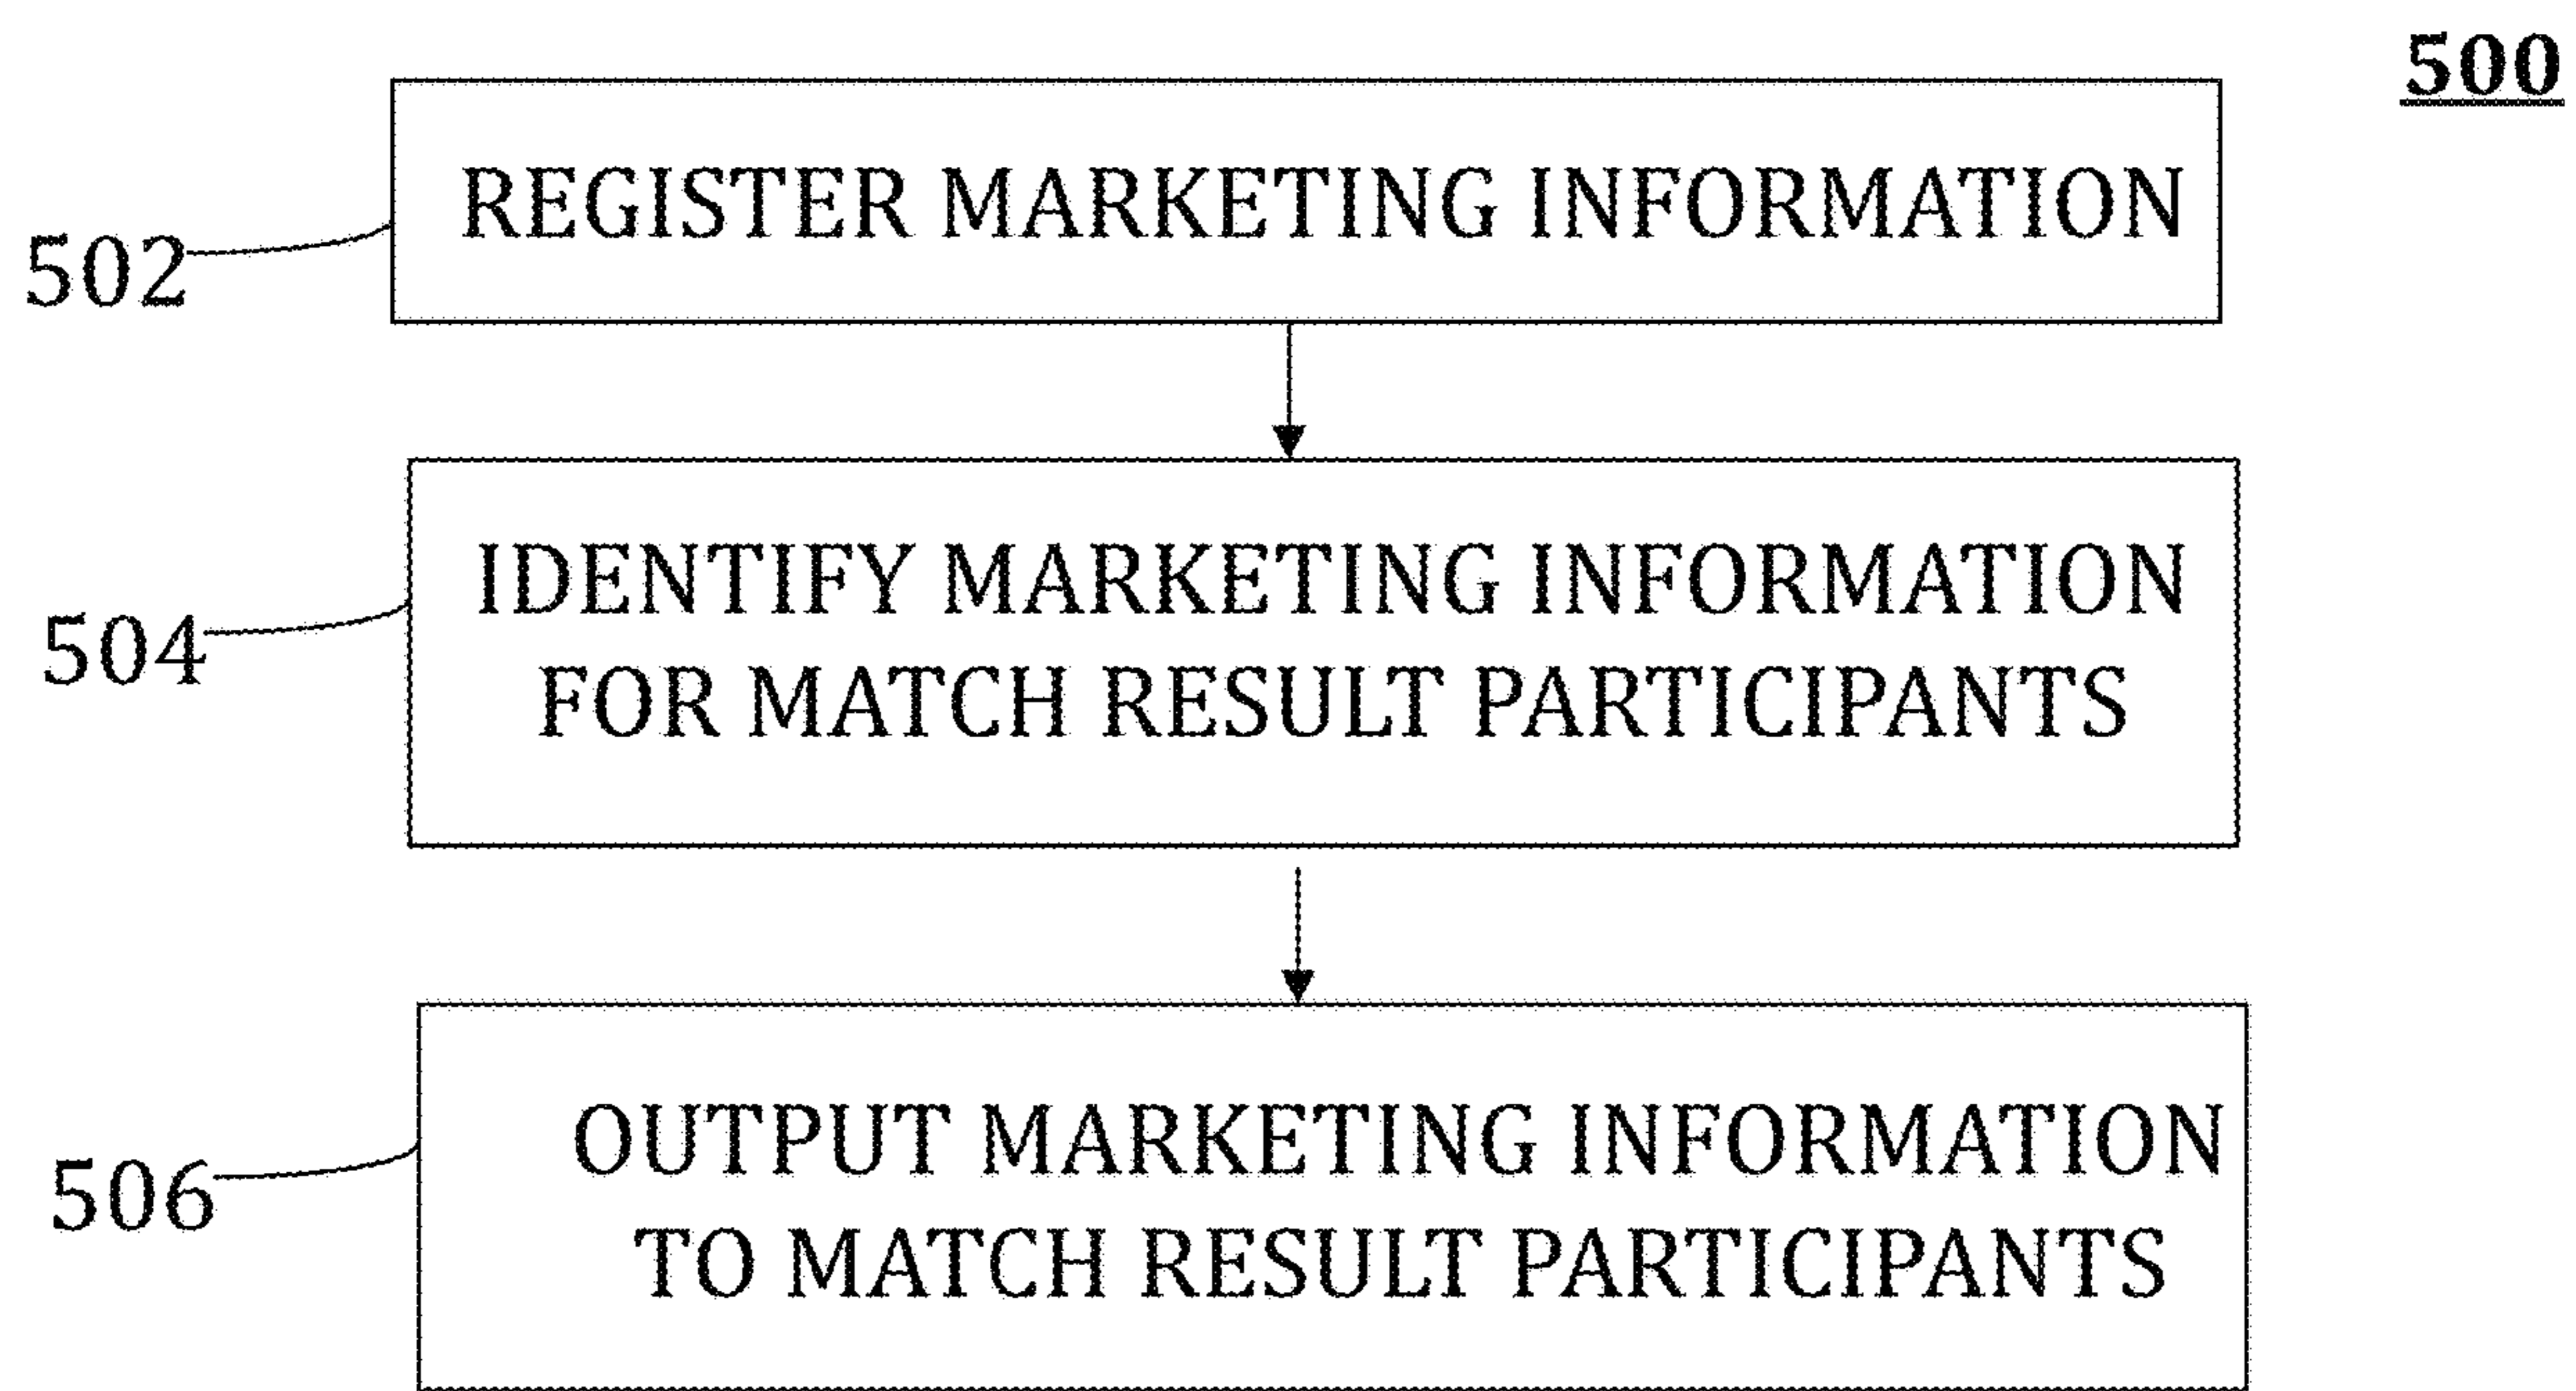 500
REGISTER MARKETING INFORMATION
502
IDENTIFY MARKETING INFORMATION
FOR MATCH RESULT PARTICIPANTS
504
OUTPUT MARKETING INFORMATION
TO MATCH RESULT PARTICIPANTS
506